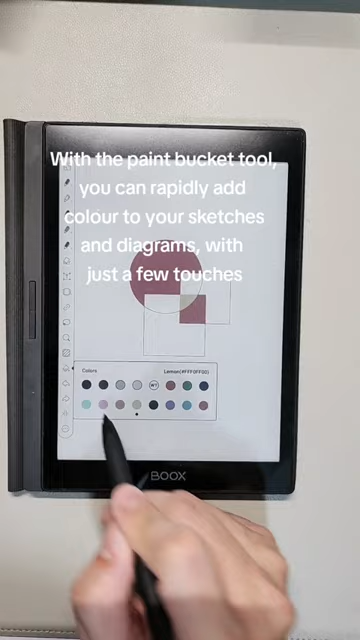 With the paint bucket tool,
you can rapidly add
colour to your sketches
and diagrams, with
just a few touches
Colors
Lemon(#FFF0FF00)
BOOX